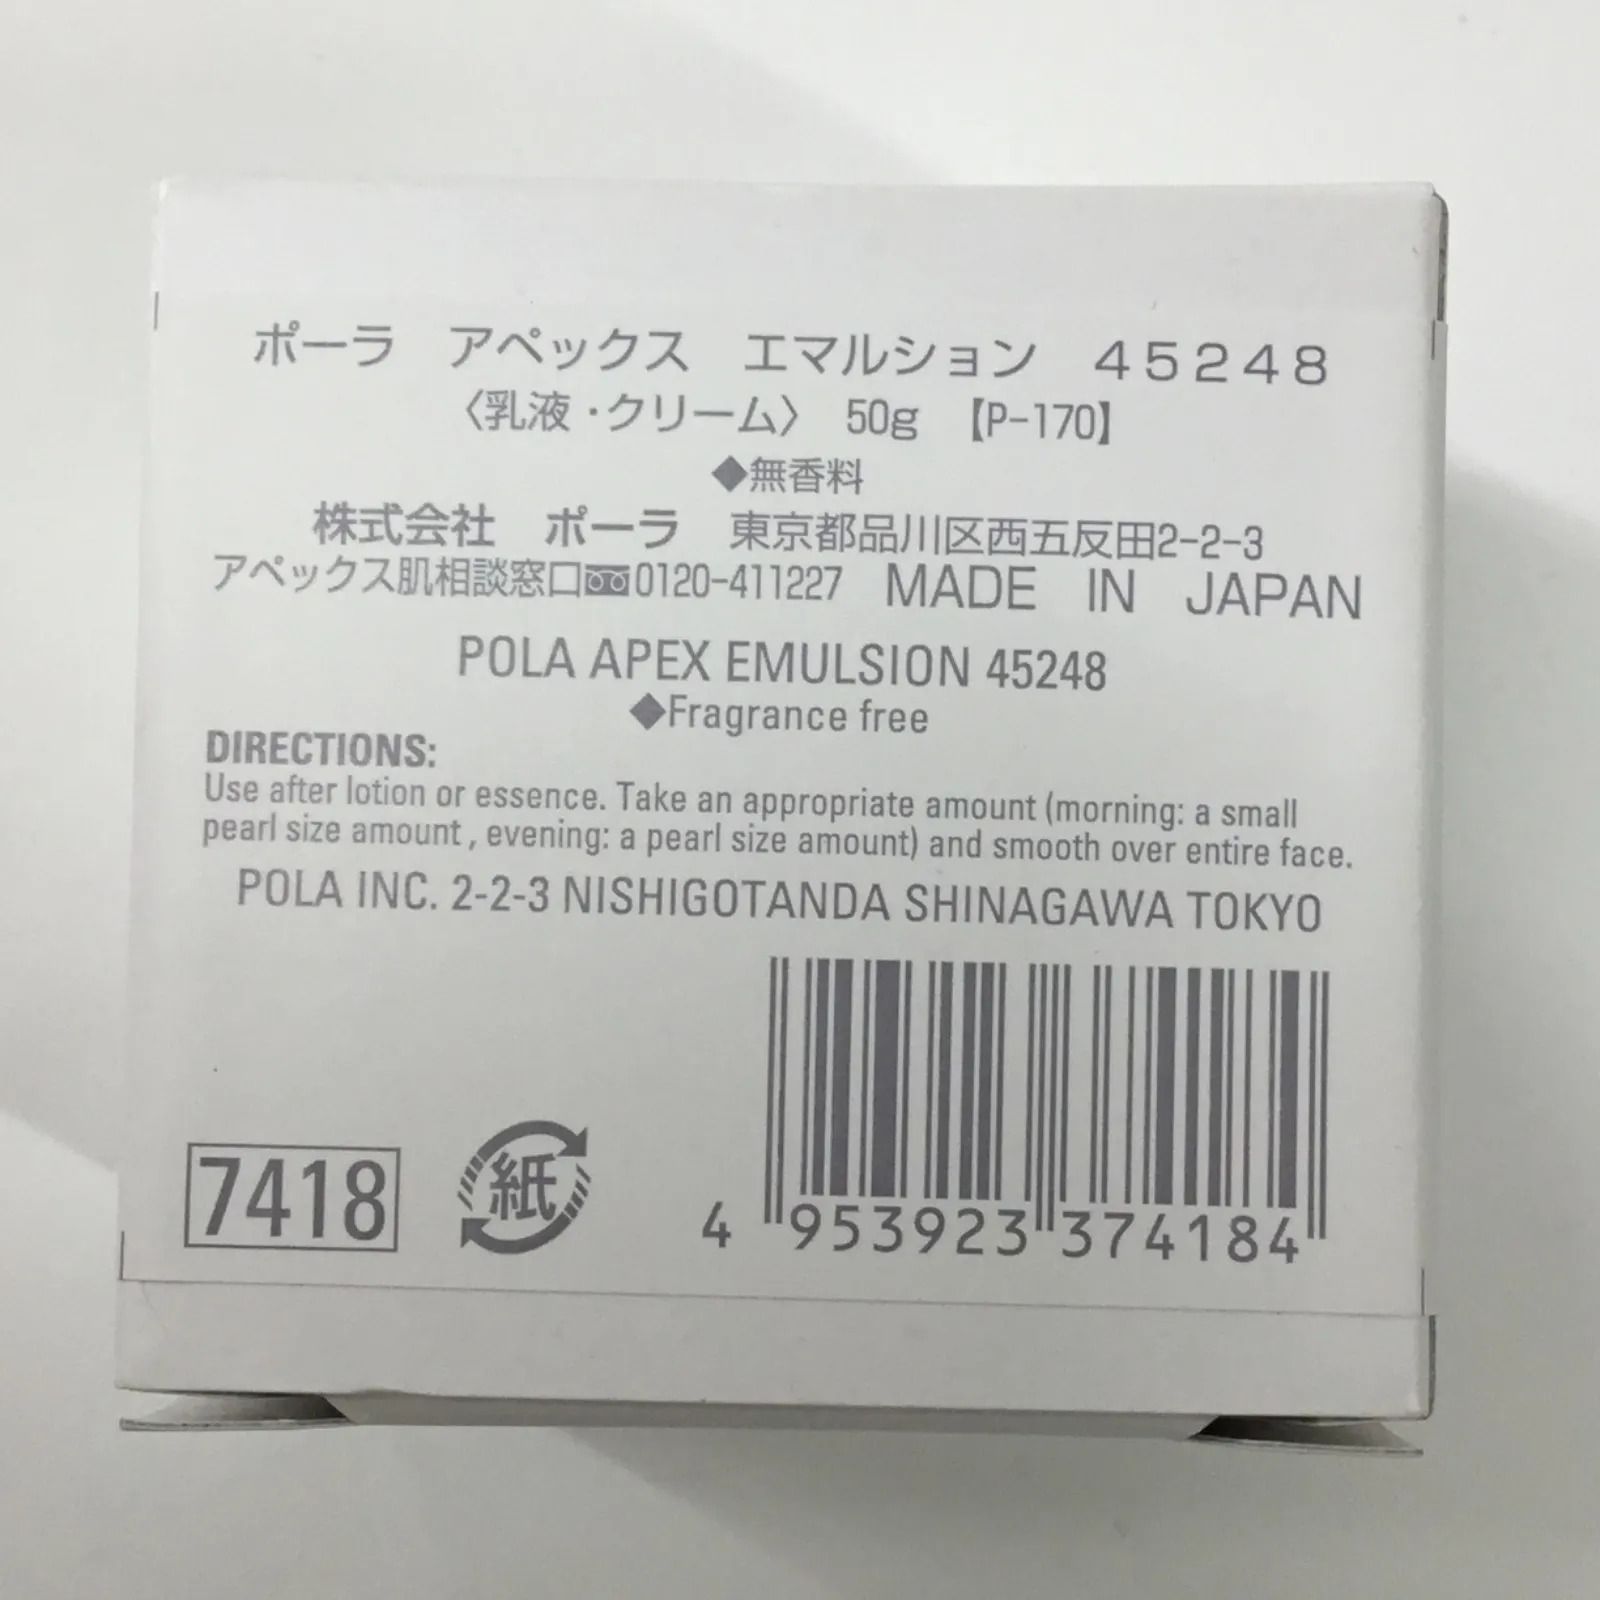 ポーラ　アペックス　エマルション　４５２４８
〈乳液・クリーム〉 50g 【P-170】
◆無香料
株式会社　ポーラ　東京都品川区西五反田2-2-3
アペックス肌相談窓口 0120-411227 MADE IN JAPAN
POLA APEX EMULSION 45248
◆Fragrance free
DIRECTIONS:
Use after lotion or essence. Take an appropriate amount (morning: a small
pearl size amount , evening: a pearl size amount) and smooth over entire face.
POLA INC. 2-2-3 NISHIGOTANDA SHINAGAWA TOKYO
7418
紙
4 953923 374184